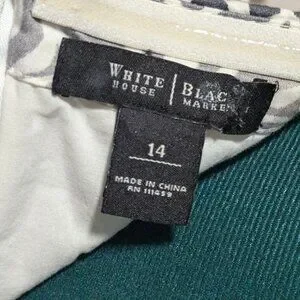 WHITE | BLAC
HOUSE | MARKE
14
MADE IN CHINA
RN 111459